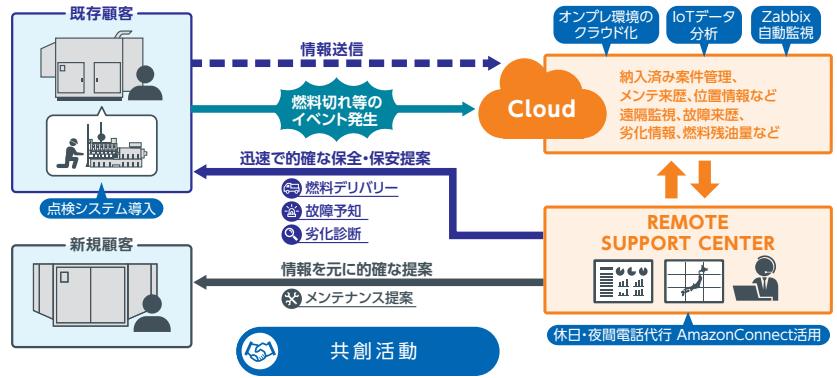 既存顧客
点検システム導入
新規顧客
情報送信
燃料切れ等の
イベント発生
迅速で的確な保全・保安提案
燃料デリバリー
故障予知
劣化診断
情報を元に的確な提案
メンテナンス提案
オンプレ環境の
クラウド化
IoTデータ
分析
Zabbix
自動監視
Cloud
納入済み案件管理、
メンテ来歴、位置情報など
遠隔監視、故障来歴、
劣化情報、燃料残油量など
REMOTE
SUPPORT CENTER
休日・夜間電話代行 AmazonConnect活用
共創活動